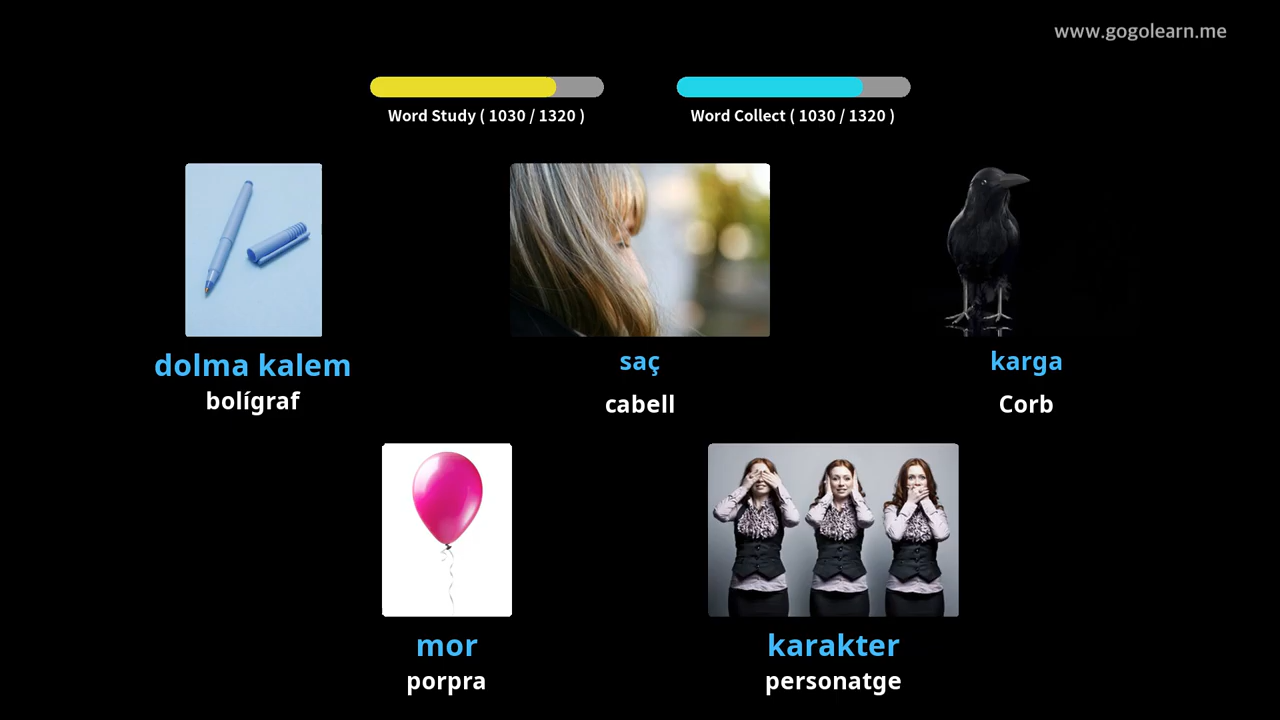 www.gogolearn.me
Word Study ( 1030 / 1320 )
Word Collect ( 1030 / 1320 )
dolma kalem
bolígraf
saç
cabell
karga
Corb
mor
porpra
karakter
personatge